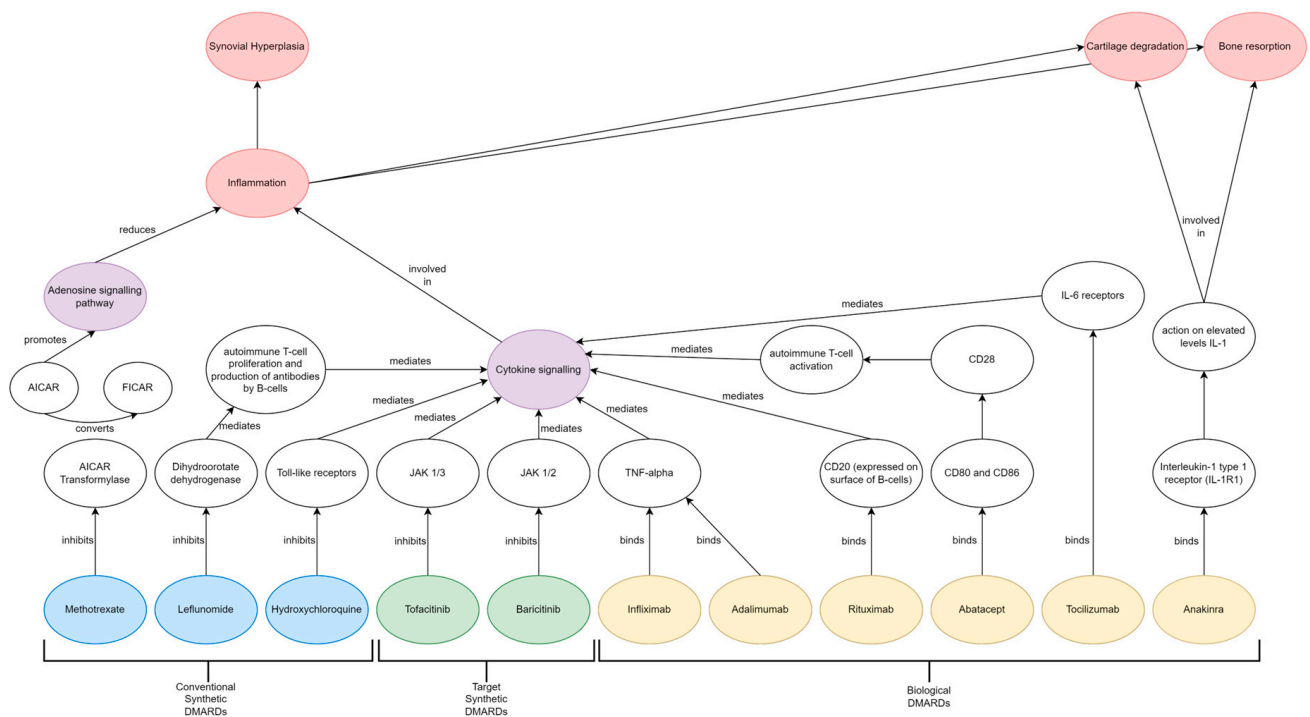 Synovial Hyperplasia
Cartilage degradation
Bone resorption
Inflammation
reduces
involved
in
involved
in
Adenosine signalling
pathway
IL-6 receptors
mediates
promotes
action on elevated
levels IL-1
autoimmune T-cell
proliferation and
production of antibodies
by B-cells
mediates
Cytokine signalling
mediates
autoimmune T-cell
activation
CD28
AICAR
FICAR
converts
mediates
mediates
mediates
mediates
mediates
mediates
AICAR
Transformylase
Dihydroorotate
dehydrogenase
Toll-like receptors
JAK 1/3
JAK 1/2
TNF-alpha
CD20 (expressed on
surface of B-cells)
CD80 and CD86
Interleukin-1 type 1
receptor (IL-1R1)
inhibits
inhibits
inhibits
inhibits
inhibits
binds
binds
binds
binds
binds
binds
Methotrexate
Leflunomide
Hydroxychloroquine
Tofacitinib
Baricitinib
Infliximab
Adalimumab
Rituximab
Abatacept
Tocilizumab
Anakinra
Conventional
Synthetic
DMARDs
Target
Synthetic
DMARDs
Biological
DMARDs